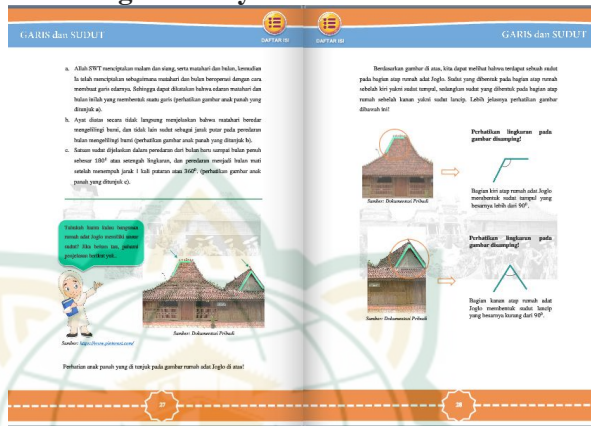 GARIS dan SUDUT
DAFTAR ISI
a. Allah SWT menciptakan malam dan siang, serta matahari dan bulan, kemudian
Ia telah menciptakan sebagaimana matahari dan bulan beroperasi dengan cara
membuat garis edarnya. Sehingga dapat dikatakan bahwa edaran matahari dan
bulan inilah yang membentuk suatu garis (perhatikan gambar anak panah yang
ditunjuk a).
b. Ayat diatas secara tidak langsung menjelaskan bahwa matahari beredar
mengelilingi bumi, dan tidak lain sudut sebagai jarak putar pada peredaran
bulan mengelilingi bumi (perhatikan gambar anak panah yang ditunjuk b).
c. Satuan sudut dijelaskan dalam peredaran dari bulan baru sampai bulan penuh
sebesar 180⁰ atau setengah lingkaran, dan peredaran menjadi bulan mati
setelah menempuh jarak 1 kali putaran atau 360⁰. (perhatikan gambar anak
panah yang ditunjuk c).
rumah adat Joglo memiliki
Sumber: Dokumentasi Pribadi
Sumber:
Perhatian anak panah yang di tunjuk pada gambar rumah adat Joglo di atas!
27
DAFTAR ISI
GARIS dan SUDUT
Berdasarkan gambar di atas, kita dapat melihat bahwa terdapat sebuah sudut
pada bagian atap rumah adat Joglo. Sudut yang dibentuk pada bagian atap rumah
sebelah kiri yakni sudut tumpul, sedangkan sudut yang dibentuk pada bagian atap
rumah sebelah kanan yakni sudut lancip. Lebih jelasnya perhatikan gambar
dibawah ini!
Perhatikan lingkaran pada
gambar disamping!
Bagian kiri atap rumah adat Joglo
membentuk sudut tumpul yang
besarnya lebih dari 90⁰.
Sumber: Dokumentasi Pribadi
Perhatikan lingkaran pada
gambar disamping!
Bagian kanan atap rumah adat
Joglo membentuk sudut lancip
yang besarnya kurang dari 90⁰.
Sumber: Dokumentasi Pribadi
28